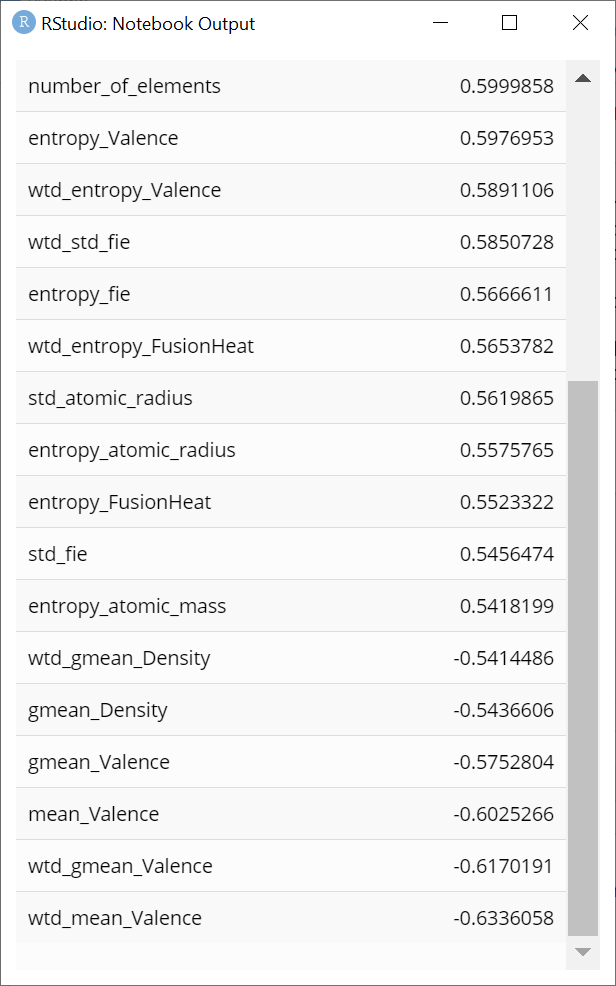 R RStudio: Notebook Output
number_of_elements 0.5999858
entropy_Valence 0.5976953
wtd_entropy_Valence 0.5891106
wtd_std_fie 0.5850728
entropy_fie 0.5666611
wtd_entropy_FusionHeat 0.5653782
std_atomic_radius 0.5619865
entropy_atomic_radius 0.5575765
entropy_FusionHeat 0.5523322
std_fie 0.5456474
entropy_atomic_mass 0.5418199
wtd_gmean_Density -0.5414486
gmean_Density -0.5436606
gmean_Valence -0.5752804
mean_Valence -0.6025266
wtd_gmean_Valence -0.6170191
wtd_mean_Valence -0.6336058